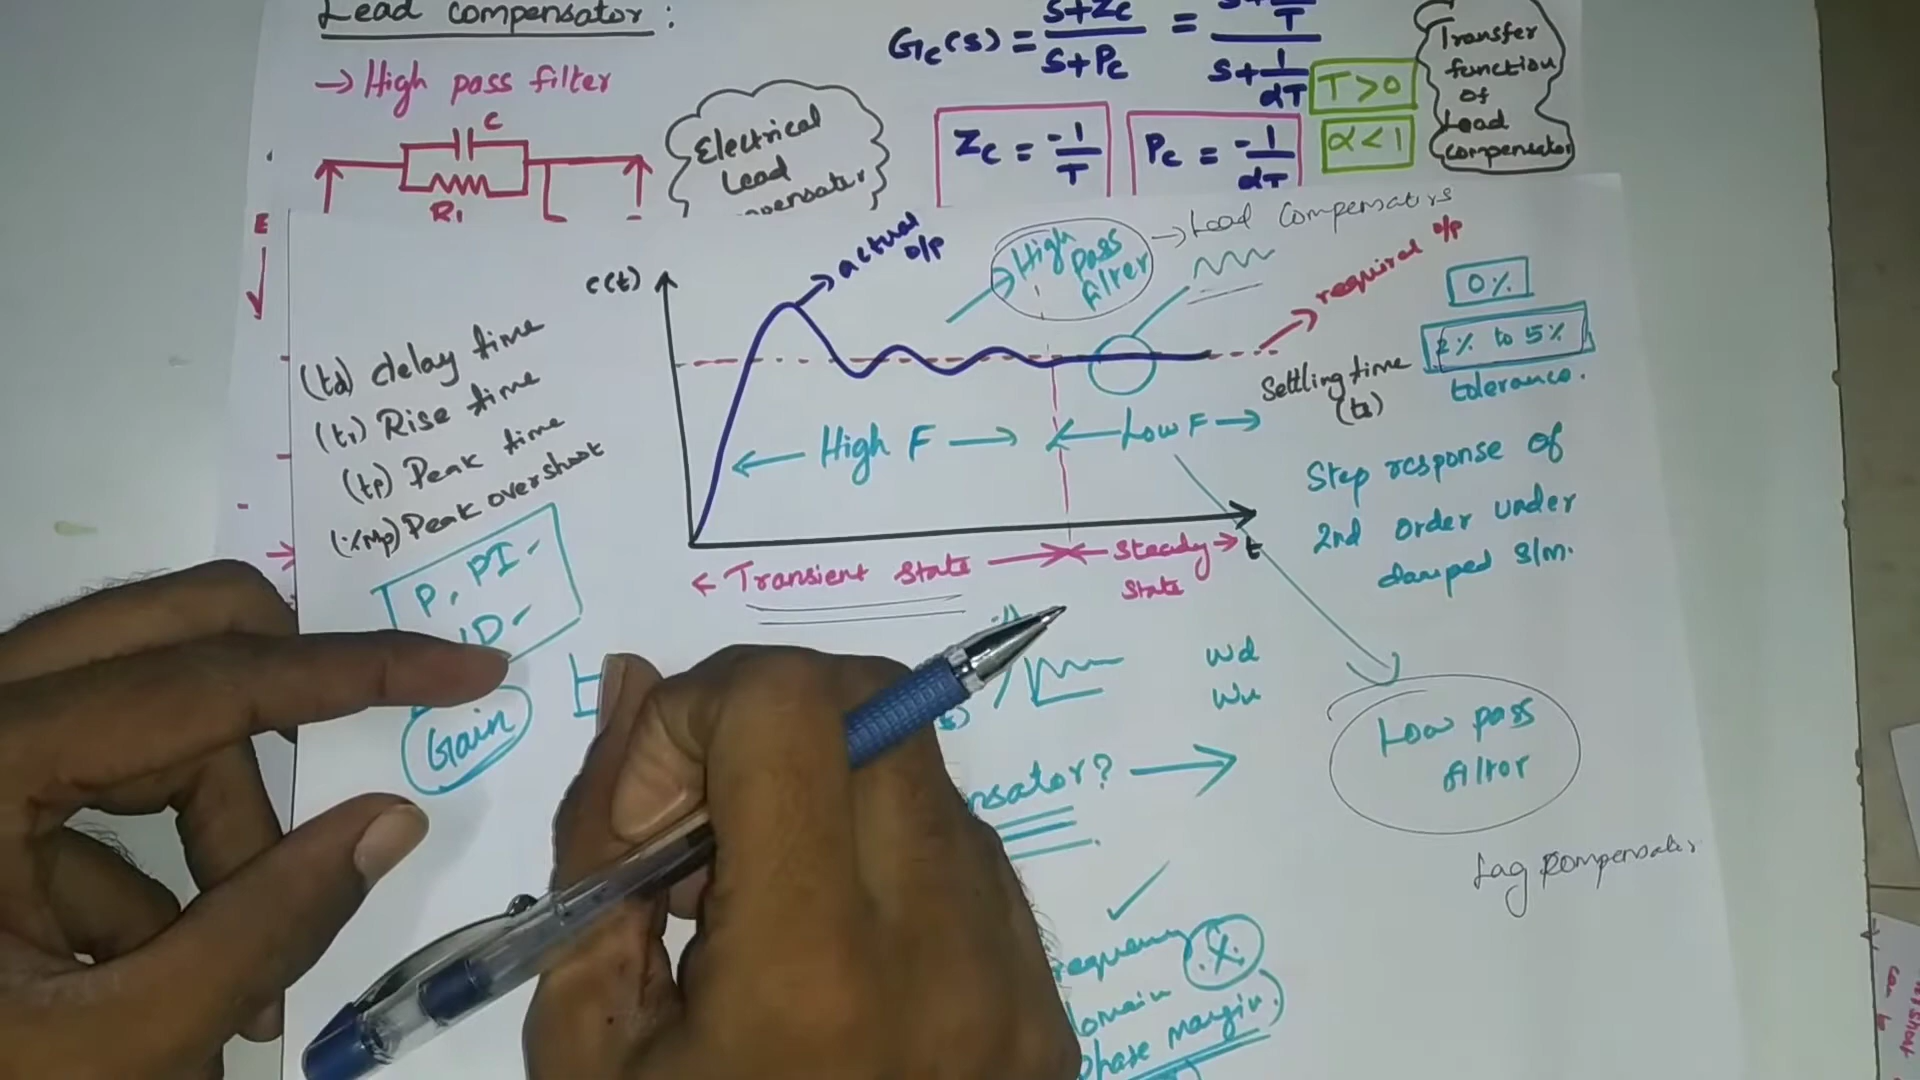 Lead compensator :
→ High pass filter
C
R1
E
Electrical
Lead
Gc(s) = S+Zc / S+Pc = S+1/T / S+1/αT
T>0
α<1
Zc = -1/T
Pc = -1/αT
Transfer
function
of
Lead
compensator
c(t)
actual
o/p
High
pass
filter
→ Lead Compensators
required o/p
0%
2% to 5%
tolerance.
Settling time
(ts)
(td) delay time
(tr) Rise time
(tp) Peak time
(%Mp) Peak overshoot
← High F →
← Low F →
t
← Transient state →
← Steady →
State
Step response of
2nd order under
damped s/m.
P, PI-
ID-
Gain
Wd
Wn
nsator? →
Low pass
filter
Lag compensator
requency
omain
phase margin.